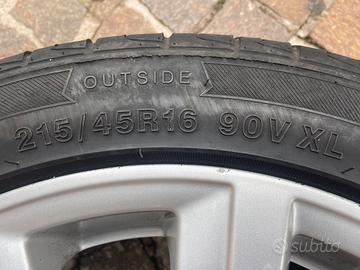 OUTSIDE
215/45R16 90V XL
subito